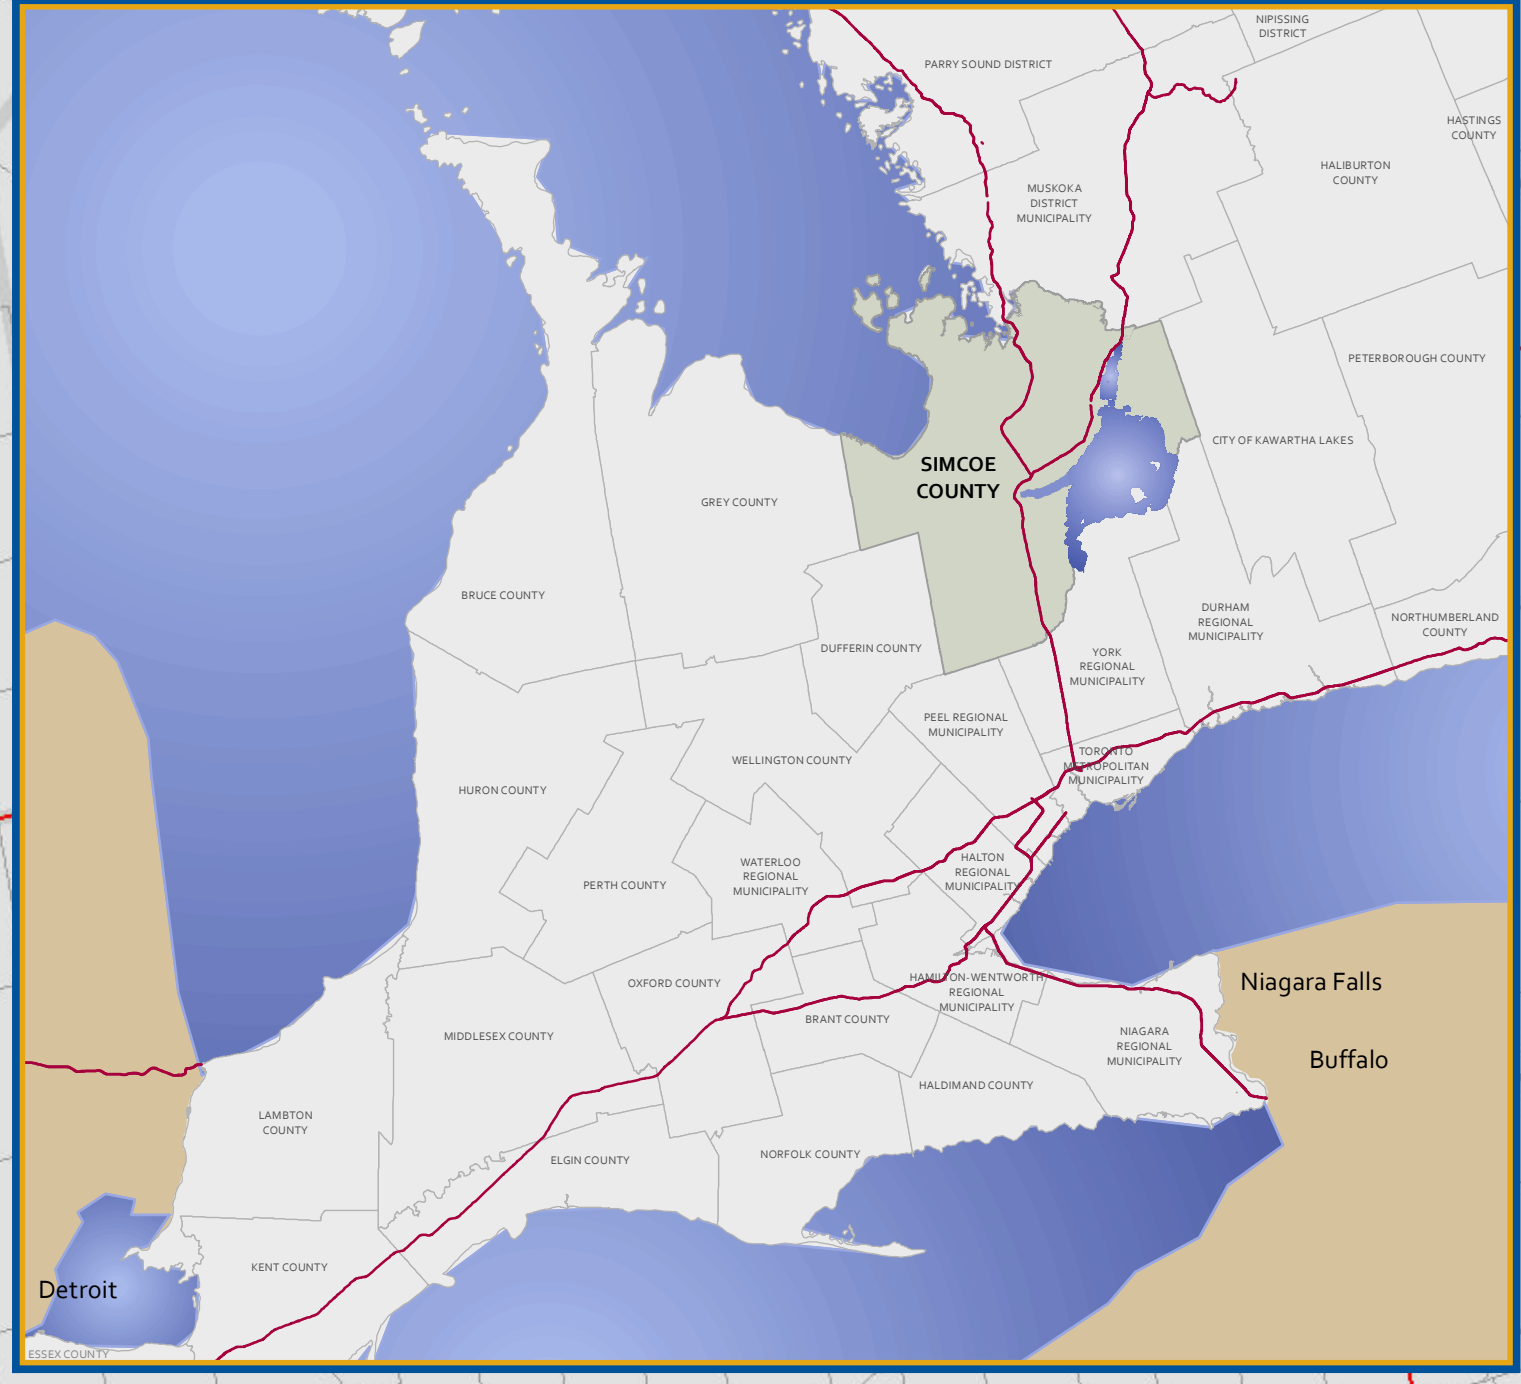 NIPISSING
DISTRICT
PARRY SOUND DISTRICT
HASTINGS
COUNTY
HALIBURTON
COUNTY
MUSKOKA
DISTRICT
MUNICIPALITY
PETERBOROUGH COUNTY
CITY OF KAWARTHA LAKES
SIMCOE
COUNTY
GREY COUNTY
BRUCE COUNTY
DURHAM
REGIONAL
MUNICIPALITY
NORTHUMBERLAND
COUNTY
DUFFERIN COUNTY
YORK
REGIONAL
MUNICIPALITY
PEEL REGIONAL
MUNICIPALITY
WELLINGTON COUNTY
TORONTO
METROPOLITAN
MUNICIPALITY
HURON COUNTY
PERTH COUNTY
WATERLOO
REGIONAL
MUNICIPALITY
HALTON
REGIONAL
MUNICIPALITY
OXFORD COUNTY
HAMILTON-WENTWORTH
REGIONAL
MUNICIPALITY
Niagara Falls
MIDDLESEX COUNTY
BRANT COUNTY
NIAGARA
REGIONAL
MUNICIPALITY
Buffalo
HALDIMAND COUNTY
LAMBTON
COUNTY
ELGIN COUNTY
NORFOLK COUNTY
KENT COUNTY
Detroit
ESSEX COUNTY